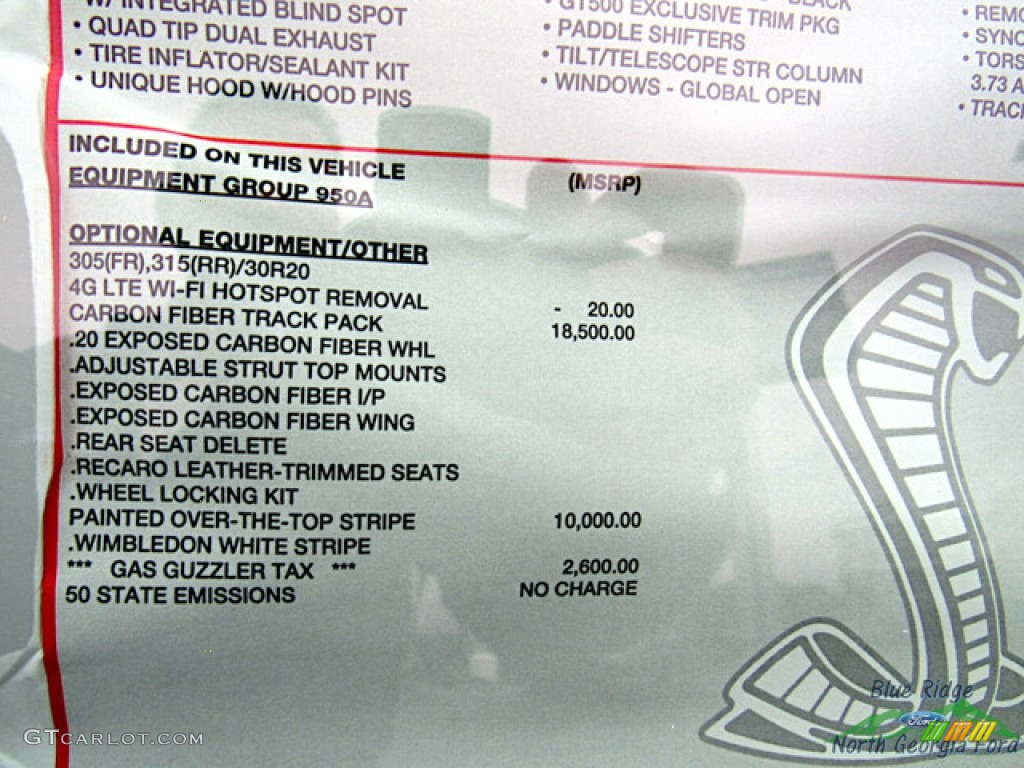 W/ INTEGRATED BLIND SPOT
• QUAD TIP DUAL EXHAUST
• TIRE INFLATOR/SEALANT KIT
• UNIQUE HOOD W/HOOD PINS
BLACK
• GT500 EXCLUSIVE TRIM PKG
• PADDLE SHIFTERS
• TILT/TELESCOPE STR COLUMN
• WINDOWS - GLOBAL OPEN
• REMO
• SYNC
• TORS
3.73 A
• TRACK
INCLUDED ON THIS VEHICLE
EQUIPMENT GROUP 950A
(MSRP)
OPTIONAL EQUIPMENT/OTHER
305(FR),315(RR)/30R20
4G LTE WI-FI HOTSPOT REMOVAL - 20.00
CARBON FIBER TRACK PACK 18,500.00
.20 EXPOSED CARBON FIBER WHL
.ADJUSTABLE STRUT TOP MOUNTS
.EXPOSED CARBON FIBER I/P
.EXPOSED CARBON FIBER WING
.REAR SEAT DELETE
.RECARO LEATHER-TRIMMED SEATS
.WHEEL LOCKING KIT
PAINTED OVER-THE-TOP STRIPE 10,000.00
.WIMBLEDON WHITE STRIPE
*** GAS GUZZLER TAX *** 2,600.00
50 STATE EMISSIONS NO CHARGE
Blue Ridge
Ford
North Georgia Ford
GTCARLOT.COM